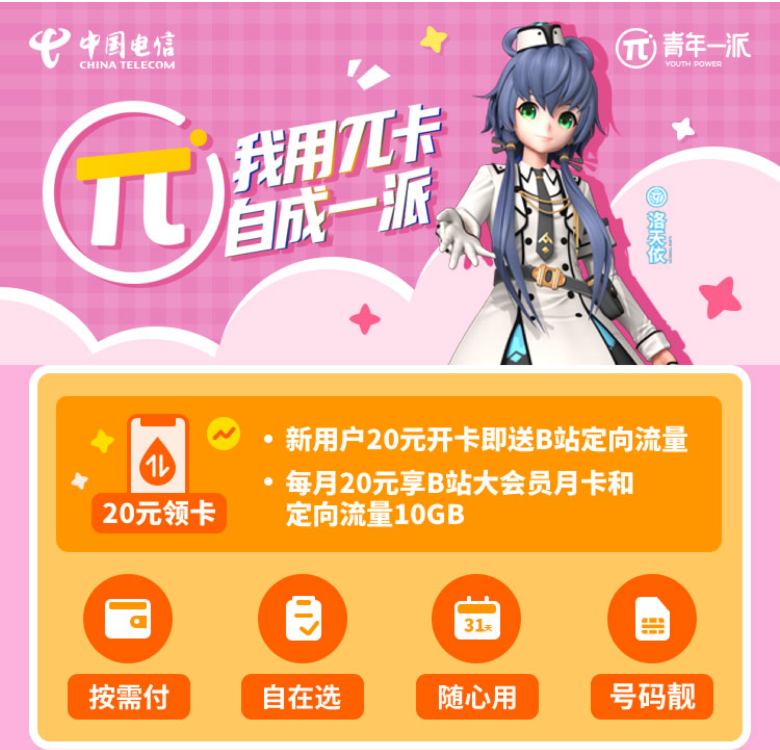 中国电信
CHINA TELECOM
π 青年一派
YOUTH POWER
π
我用π卡
自成一派
洛天依
• 新用户20元开卡即送B站定向流量
• 每月20元享B站大会员月卡和
定向流量10GB
20元领卡
31天
按需付
自在选
随心用
号码靓